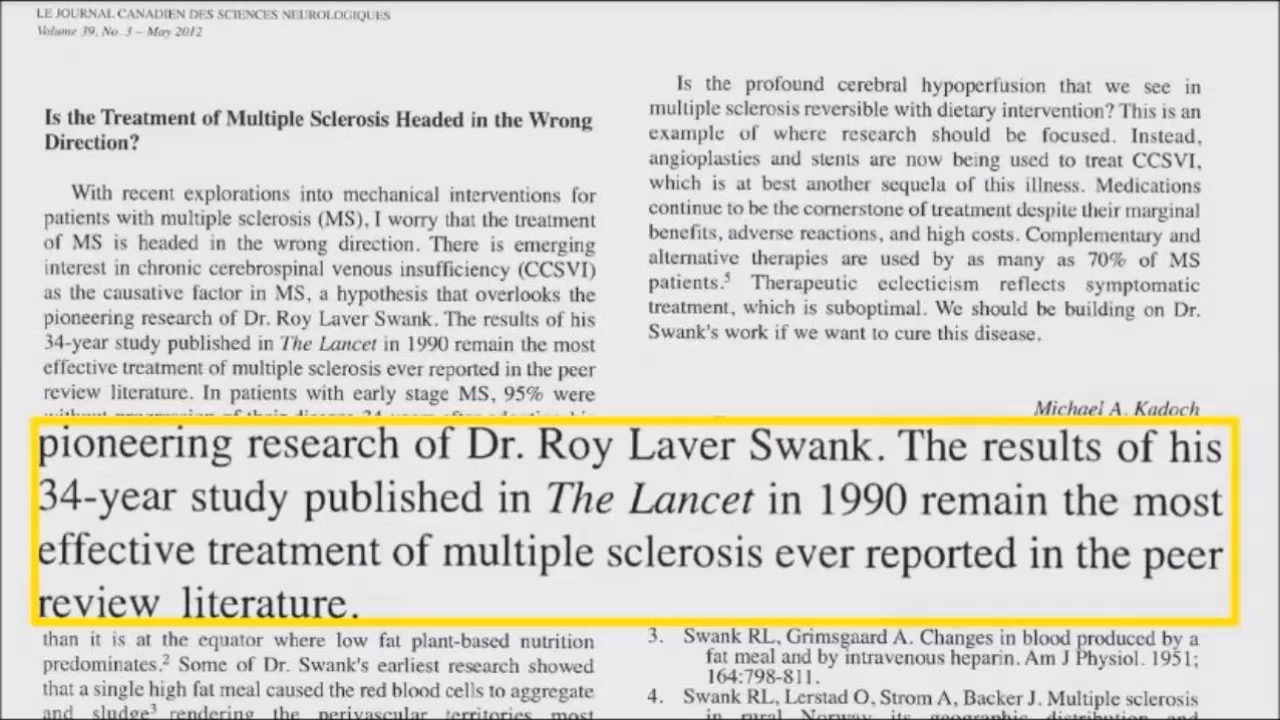 LE JOURNAL CANADIEN DES SCIENCES NEUROLOGIQUES
Volume 39, No. 3 – May 2012
Is the Treatment of Multiple Sclerosis Headed in the Wrong
Direction?
With recent explorations into mechanical interventions for
patients with multiple sclerosis (MS), I worry that the treatment
of MS is headed in the wrong direction. There is emerging
interest in chronic cerebrospinal venous insufficiency (CCSVI)
as the causative factor in MS, a hypothesis that overlooks the
pioneering research of Dr. Roy Laver Swank. The results of his
34-year study published in The Lancet in 1990 remain the most
effective treatment of multiple sclerosis ever reported in the peer
review literature. In patients with early stage MS, 95% were
Is the profound cerebral hypoperfusion that we see in
multiple sclerosis reversible with dietary intervention? This is an
example of where research should be focused. Instead,
angioplasties and stents are now being used to treat CCSVI,
which is at best another sequela of this illness. Medications
continue to be the cornerstone of treatment despite their marginal
benefits, adverse reactions, and high costs. Complementary and
alternative therapies are used by as many as 70% of MS
patients.⁵ Therapeutic eclecticism reflects symptomatic
treatment, which is suboptimal. We should be building on Dr.
Swank's work if we want to cure this disease.
Michael A. Kadoch
pioneering research of Dr. Roy Laver Swank. The results of his
34-year study published in The Lancet in 1990 remain the most
effective treatment of multiple sclerosis ever reported in the peer
review literature.
than it is at the equator where low fat plant-based nutrition
predominates.² Some of Dr. Swank's earliest research showed
that a single high fat meal caused the red blood cells to aggregate
and sludge³ rendering the perivascular territories most
3. Swank RL, Grimsgaard A. Changes in blood produced by a
fat meal and by intravenous heparin. Am J Physiol. 1951;
164:798-811.
4. Swank RL, Lerstad O, Strom A, Backer J. Multiple sclerosis
in rural Norway its geographic distribution and